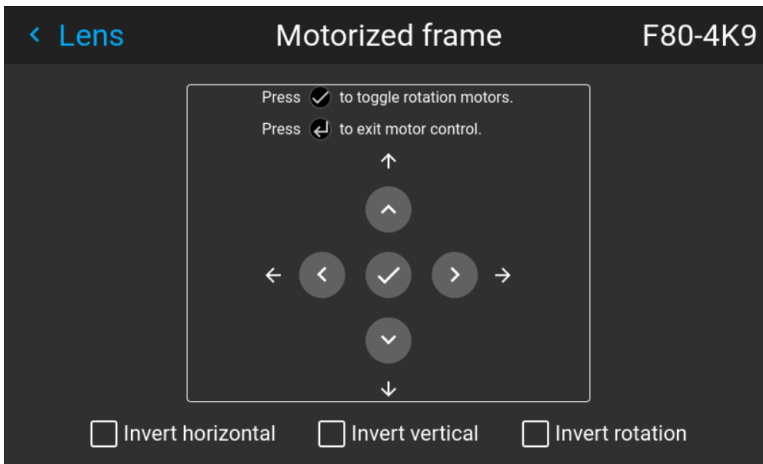 Lens
Motorized frame
F80-4K9
Press to toggle rotation motors.
Press to exit motor control.
Invert horizontal
Invert vertical
Invert rotation